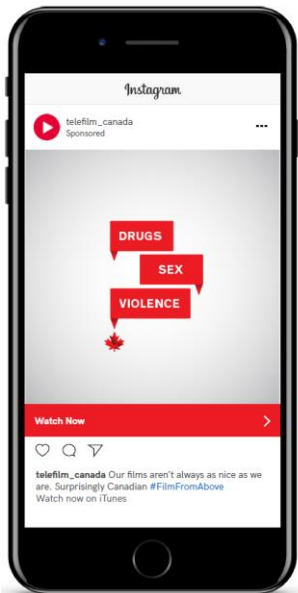 Instagram
telefilm_canada
Sponsored
DRUGS
SEX
VIOLENCE
Watch Now
telefilm_canada Our films aren't always as nice as we
are. Surprisingly Canadian #FilmFromAbove
Watch now on iTunes